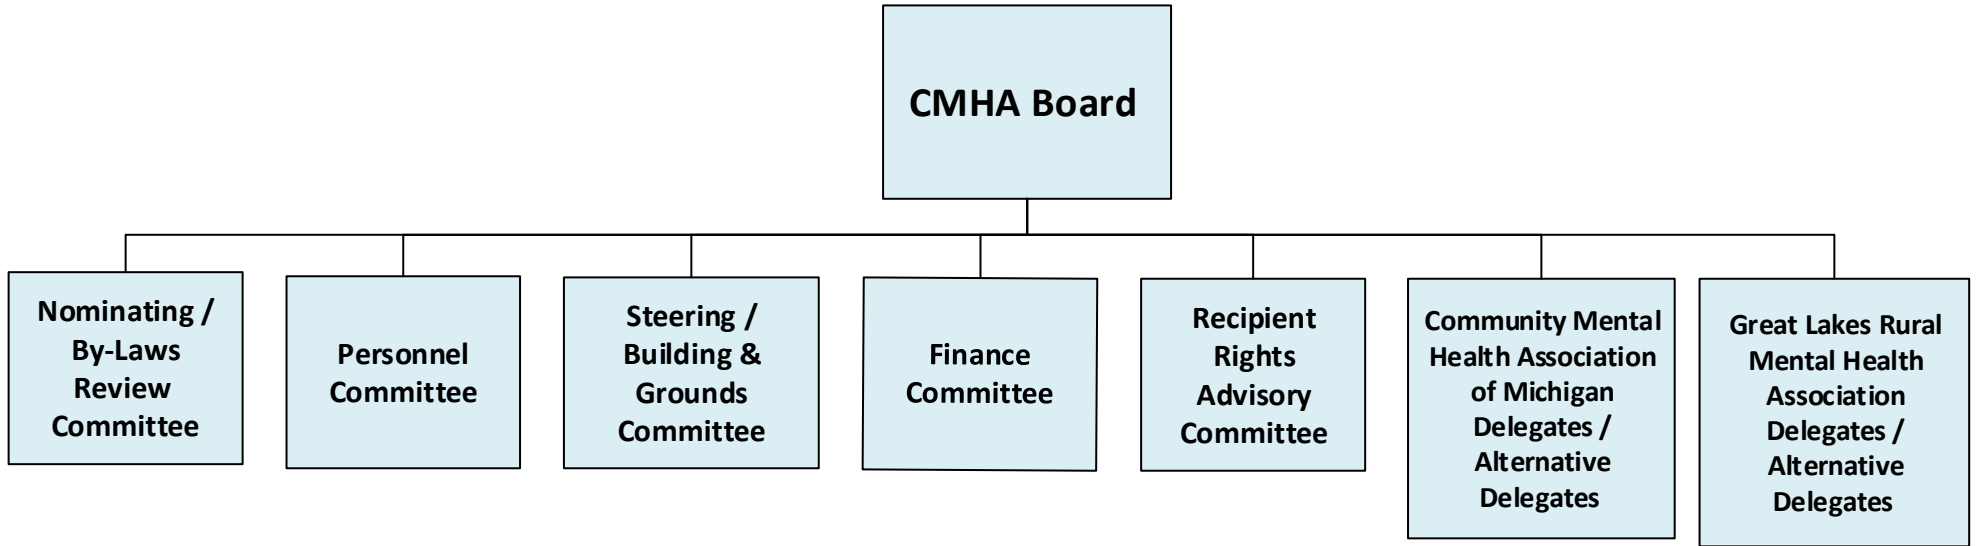 CMHA Board
Nominating /
By-Laws
Review
Committee
Personnel
Committee
Steering /
Building &
Grounds
Committee
Finance
Committee
Recipient
Rights
Advisory
Committee
Community Mental
Health Association
of Michigan
Delegates /
Alternative
Delegates
Great Lakes Rural
Mental Health
Association
Delegates /
Alternative
Delegates